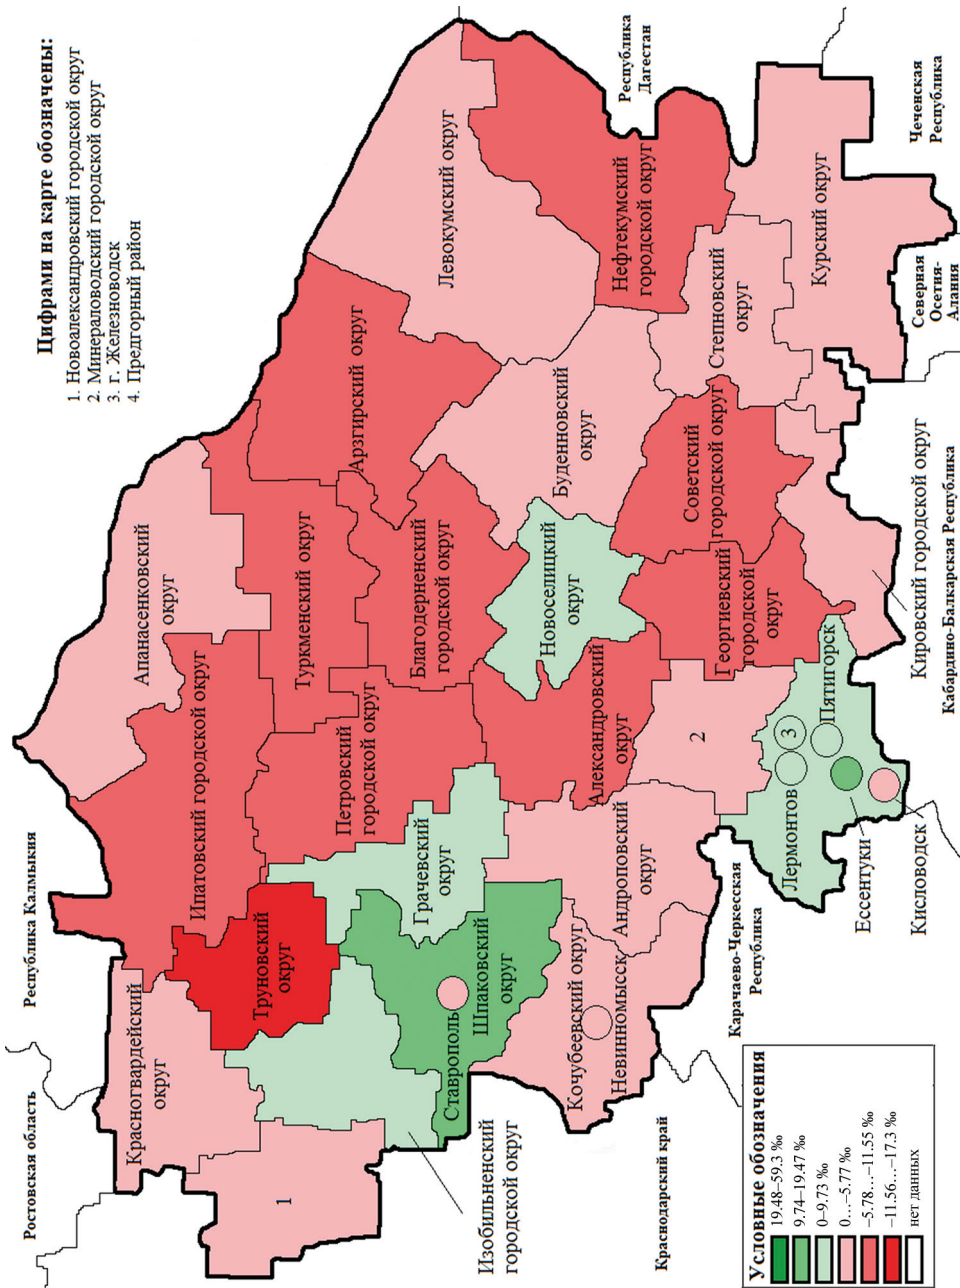 Цифрами на карте обозначены:
1. Новоалександровский городской округ
2. Минераловодский городской округ
3. г. Железноводск
4. Предгорный район
Ростовская область
Республика Калмыкия
Республика
Дагестан
Чеченская
Республика
Северная
Осетия-
Алания
Кабардино-Балкарская Республика
Карачаево-Черкесская
Республика
Краснодарский край
Красногвардейский
округ
1
Изобильненский
городской округ
Труновский
округ
Ипатовский городской округ
Апанасенковский
округ
Туркменский округ
Арзгирский округ
Левокумский округ
Петровский
городской округ
Благодерненский
городской округ
Грачевский
округ
Ставрополь
Шпаковский
округ
Новоселицкий
округ
Буденновский
округ
Нефтекумский
городской округ
Александровский
округ
Кочубеевский округ
Невинномысск
Андроповский
округ
2
Георгиевский
городской
округ
Советский
городской округ
Степновский
округ
Курский округ
Кировский городской округ
3
Лермонтов
Пятигорск
Ессентуки
Кисловодск
Условные обозначения
19.48–59.3 ‰
9.74–19.47 ‰
0–9.73 ‰
0…–5.77 ‰
–5.78…–11.55 ‰
–11.56…–17.3 ‰
нет данных